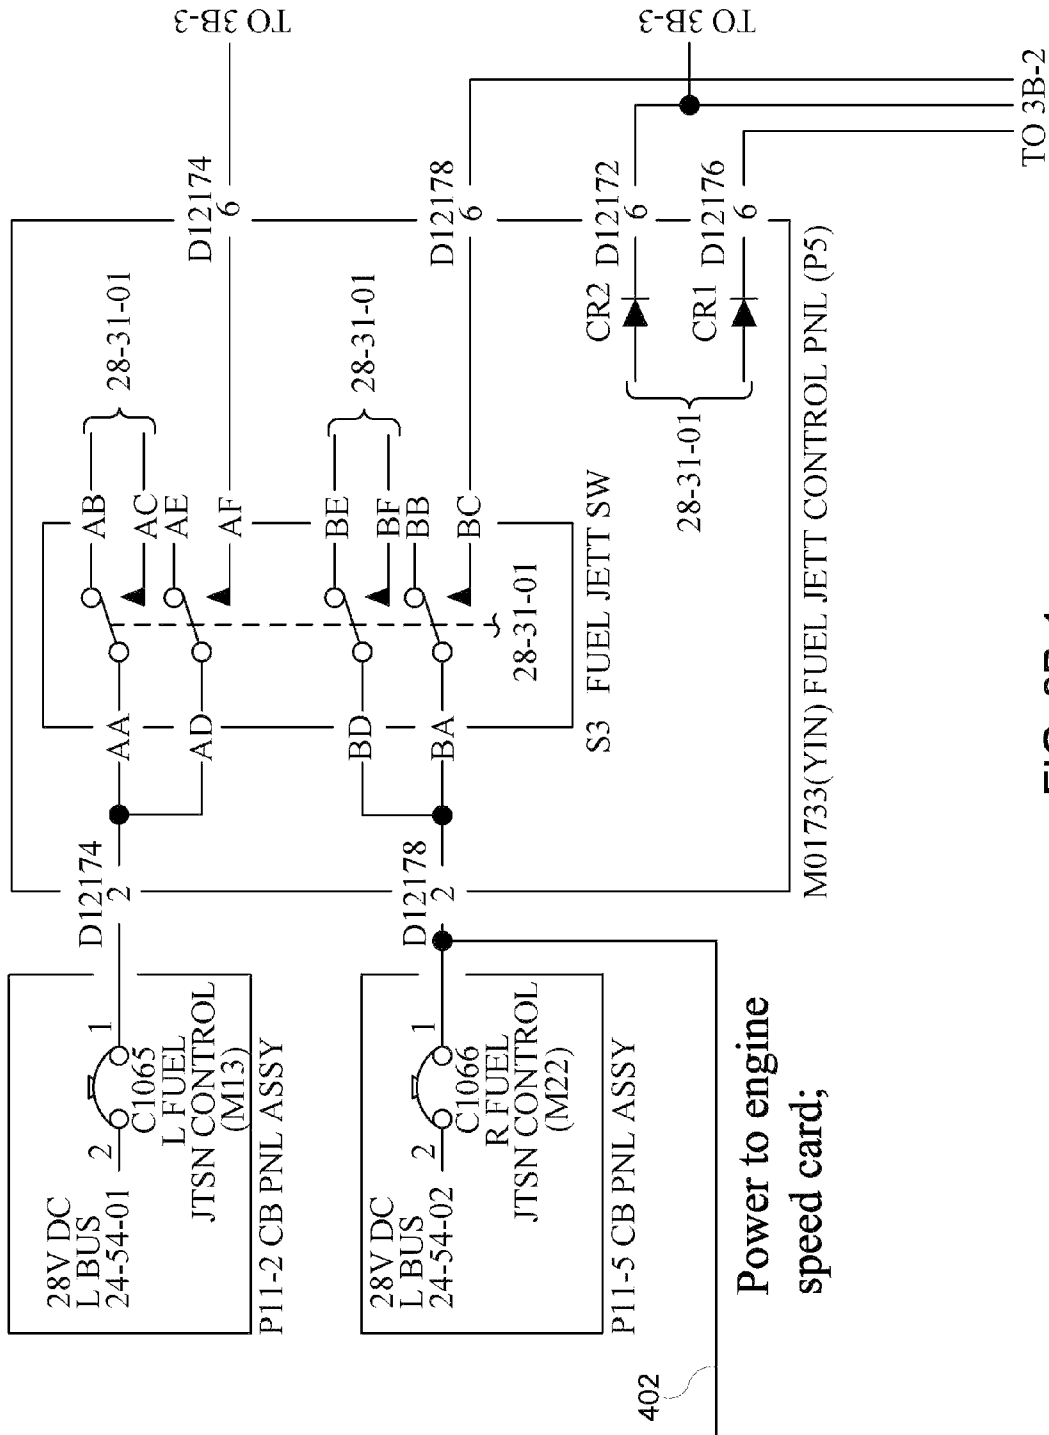 28V DC
L BUS
24-54-01
2
1
C1065
L FUEL
JTSN CONTROL
(M13)
P11-2 CB PNL ASSY
D12174
2
AA
AD
AB
AC
AE
AF
28-31-01
D12174
6
TO 3B-3
28V DC
L BUS
24-54-02
2
1
C1066
R FUEL
JTSN CONTROL
(M22)
P11-5 CB PNL ASSY
D12178
2
BD
BA
BE
BF
BB
BC
28-31-01
D12178
6
28-31-01
S3 FUEL JETT SW
CR2
D12172
6
TO 3B-3
CR1
D12176
6
28-31-01
M01733(YIN) FUEL JETT CONTROL PNL (P5)
TO 3B-2
Power to engine
speed card;
402